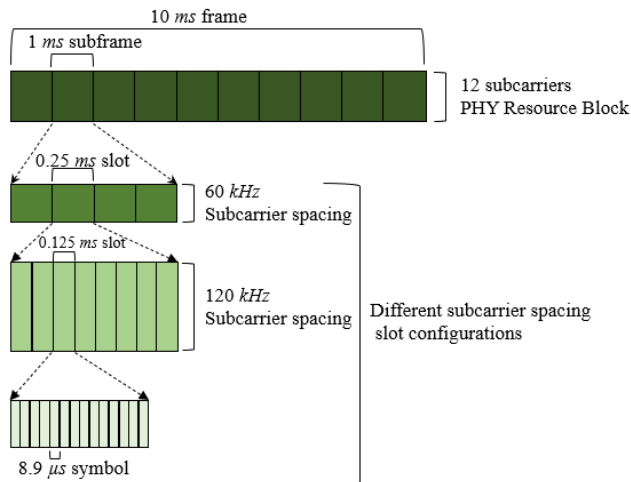 10 ms frame
1 ms subframe
12 subcarriers
PHY Resource Block
0.25 ms slot
60 kHz
Subcarrier spacing
0.125 ms slot
120 kHz
Subcarrier spacing
Different subcarrier spacing
slot configurations
8.9 µs symbol